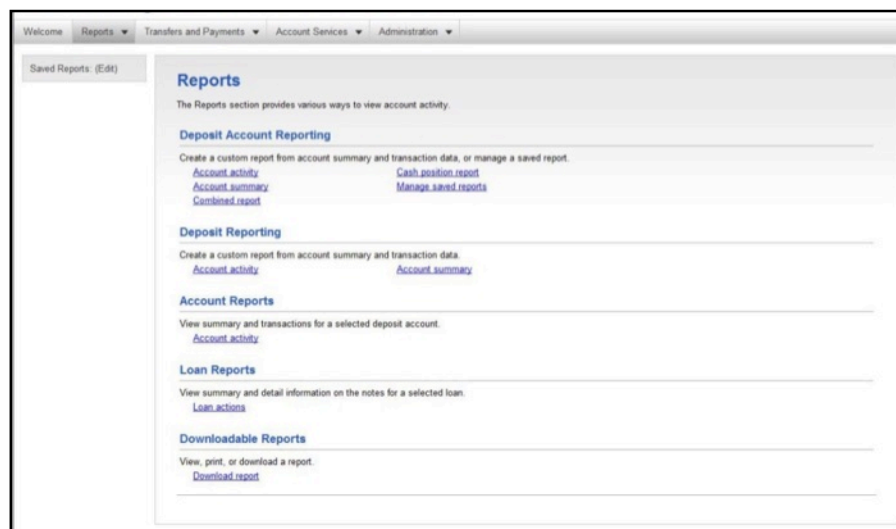 Welcome Reports Transfers and Payments Account Services Administration
Saved Reports: (Edit)
Reports
The Reports section provides various ways to view account activity.
Deposit Account Reporting
Create a custom report from account summary and transaction data, or manage a saved report.
Account activity Cash position report
Account summary Manage saved reports
Combined report
Deposit Reporting
Create a custom report from account summary and transaction data.
Account activity Account summary
Account Reports
View summary and transactions for a selected deposit account.
Account activity
Loan Reports
View summary and detail information on the notes for a selected loan.
Loan actions
Downloadable Reports
View, print, or download a report.
Download report